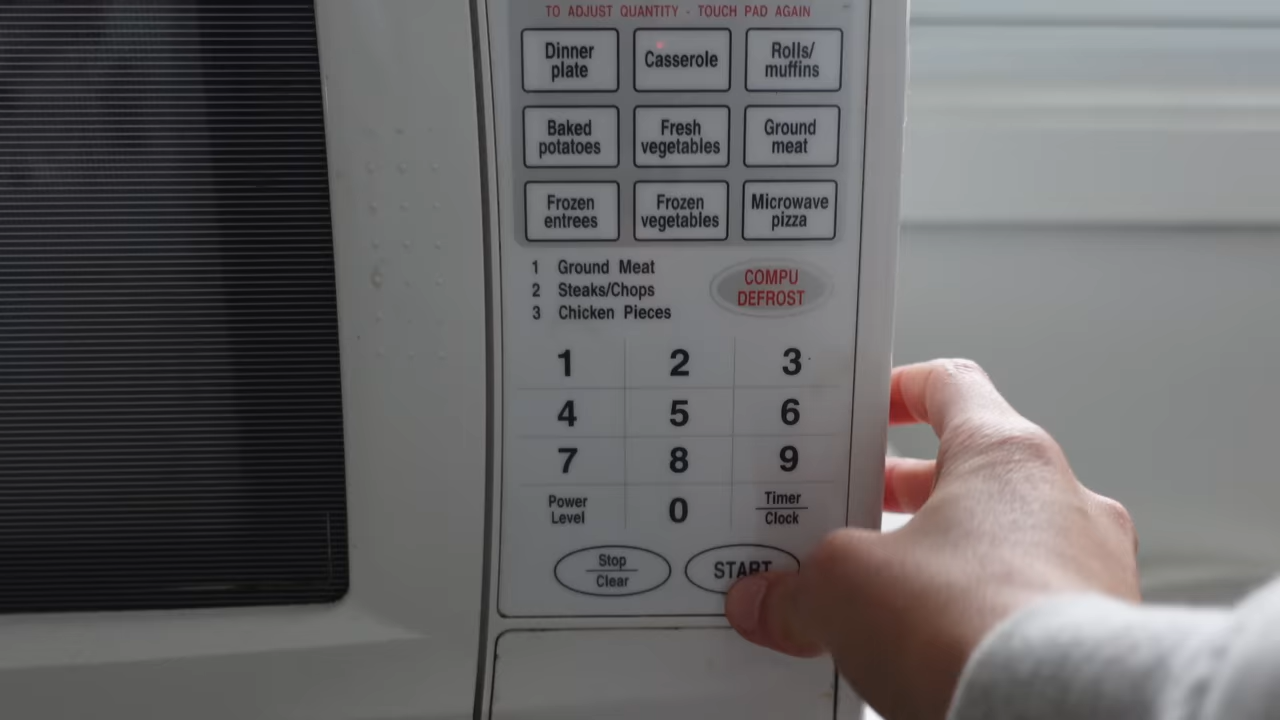 TO ADJUST QUANTITY - TOUCH PAD AGAIN
Dinner
plate
Casserole
Rolls/
muffins
Baked
potatoes
Fresh
vegetables
Ground
meat
Frozen
entrees
Frozen
vegetables
Microwave
pizza
1 Ground Meat
2 Steaks/Chops
3 Chicken Pieces
COMPU
DEFROST
1 2 3
4 5 6
7 8 9
Power
Level
0
Timer
Clock
Stop
Clear
START